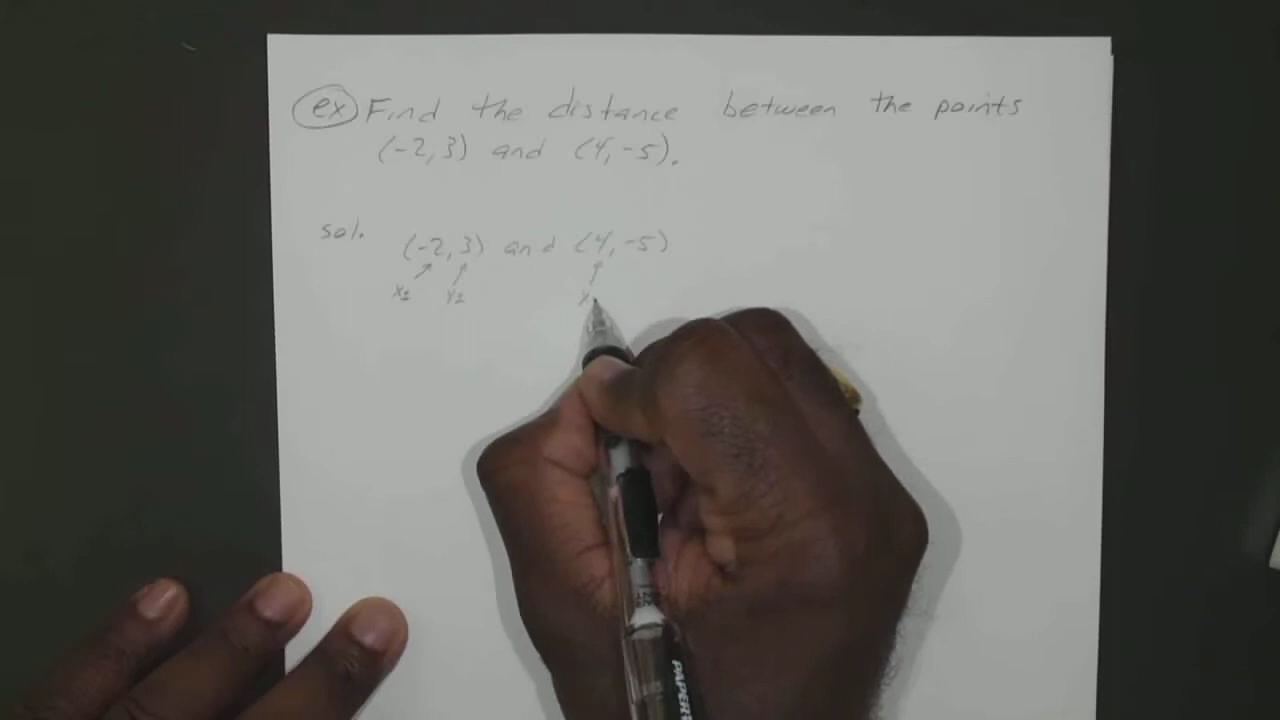 ex Find the distance between the points
(-2, 3) and (4, -5).
sol. (-2, 3) and (4, -5)
x1 y1 x
PAPER